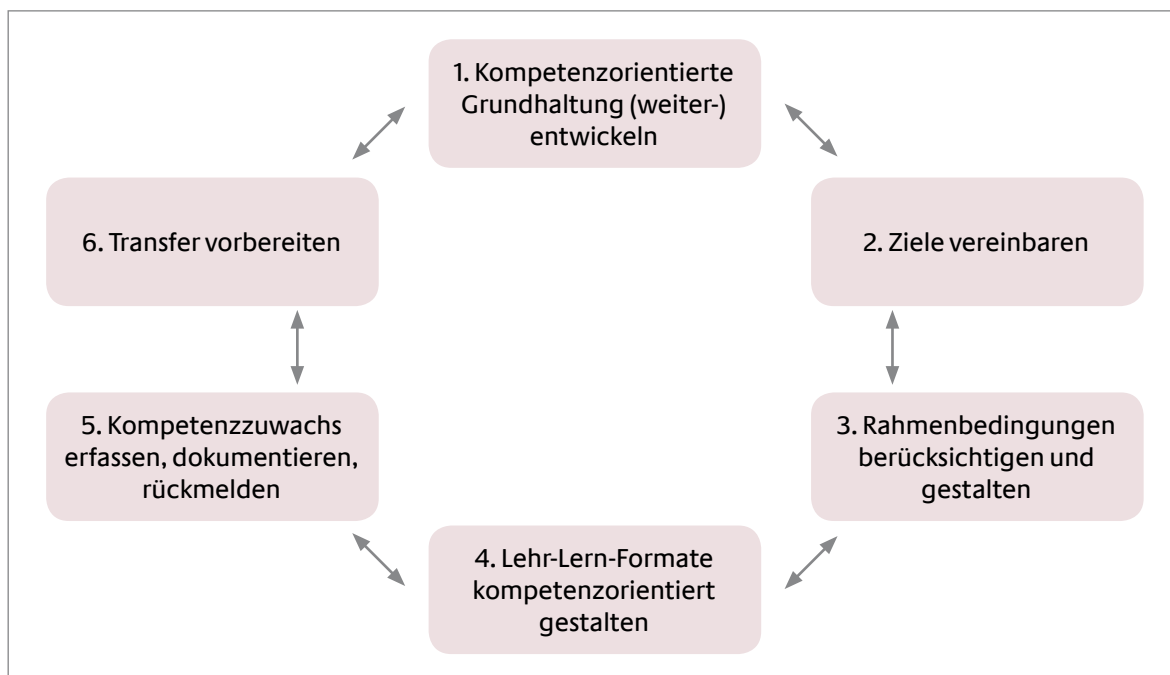 1. Kompetenzorientierte
Grundhaltung (weiter-)
entwickeln
2. Ziele vereinbaren
3. Rahmenbedingungen
berücksichtigen und
gestalten
4. Lehr-Lern-Formate
kompetenzorientiert
gestalten
5. Kompetenzzuwachs
erfassen, dokumentieren,
rückmelden
6. Transfer vorbereiten